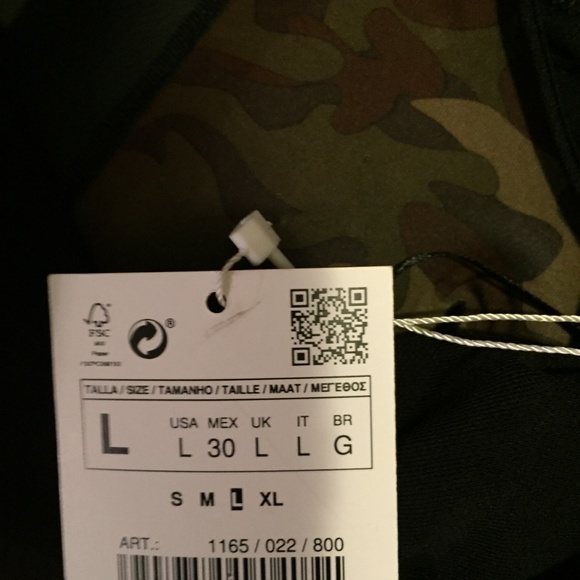 FSC
®
TALLA / SIZE / TAMANHO / TAILLE / MAAT / ΜΕΓΕΘΟΣ
L
USA MEX UK IT BR
L 30 L L G
S M L XL
ART.: 1165 / 022 / 800